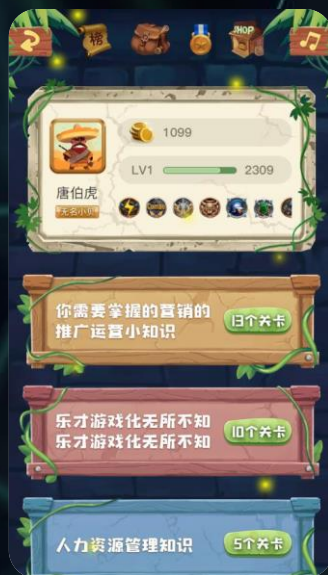 榜
SHOP
1099
LV1 2309
唐伯虎
无名小贝
你需要掌握的营销的
推广运营小知识
13个关卡
乐才游戏化无所不知
乐才游戏化无所不知
10个关卡
人力资源管理知识
5个关卡